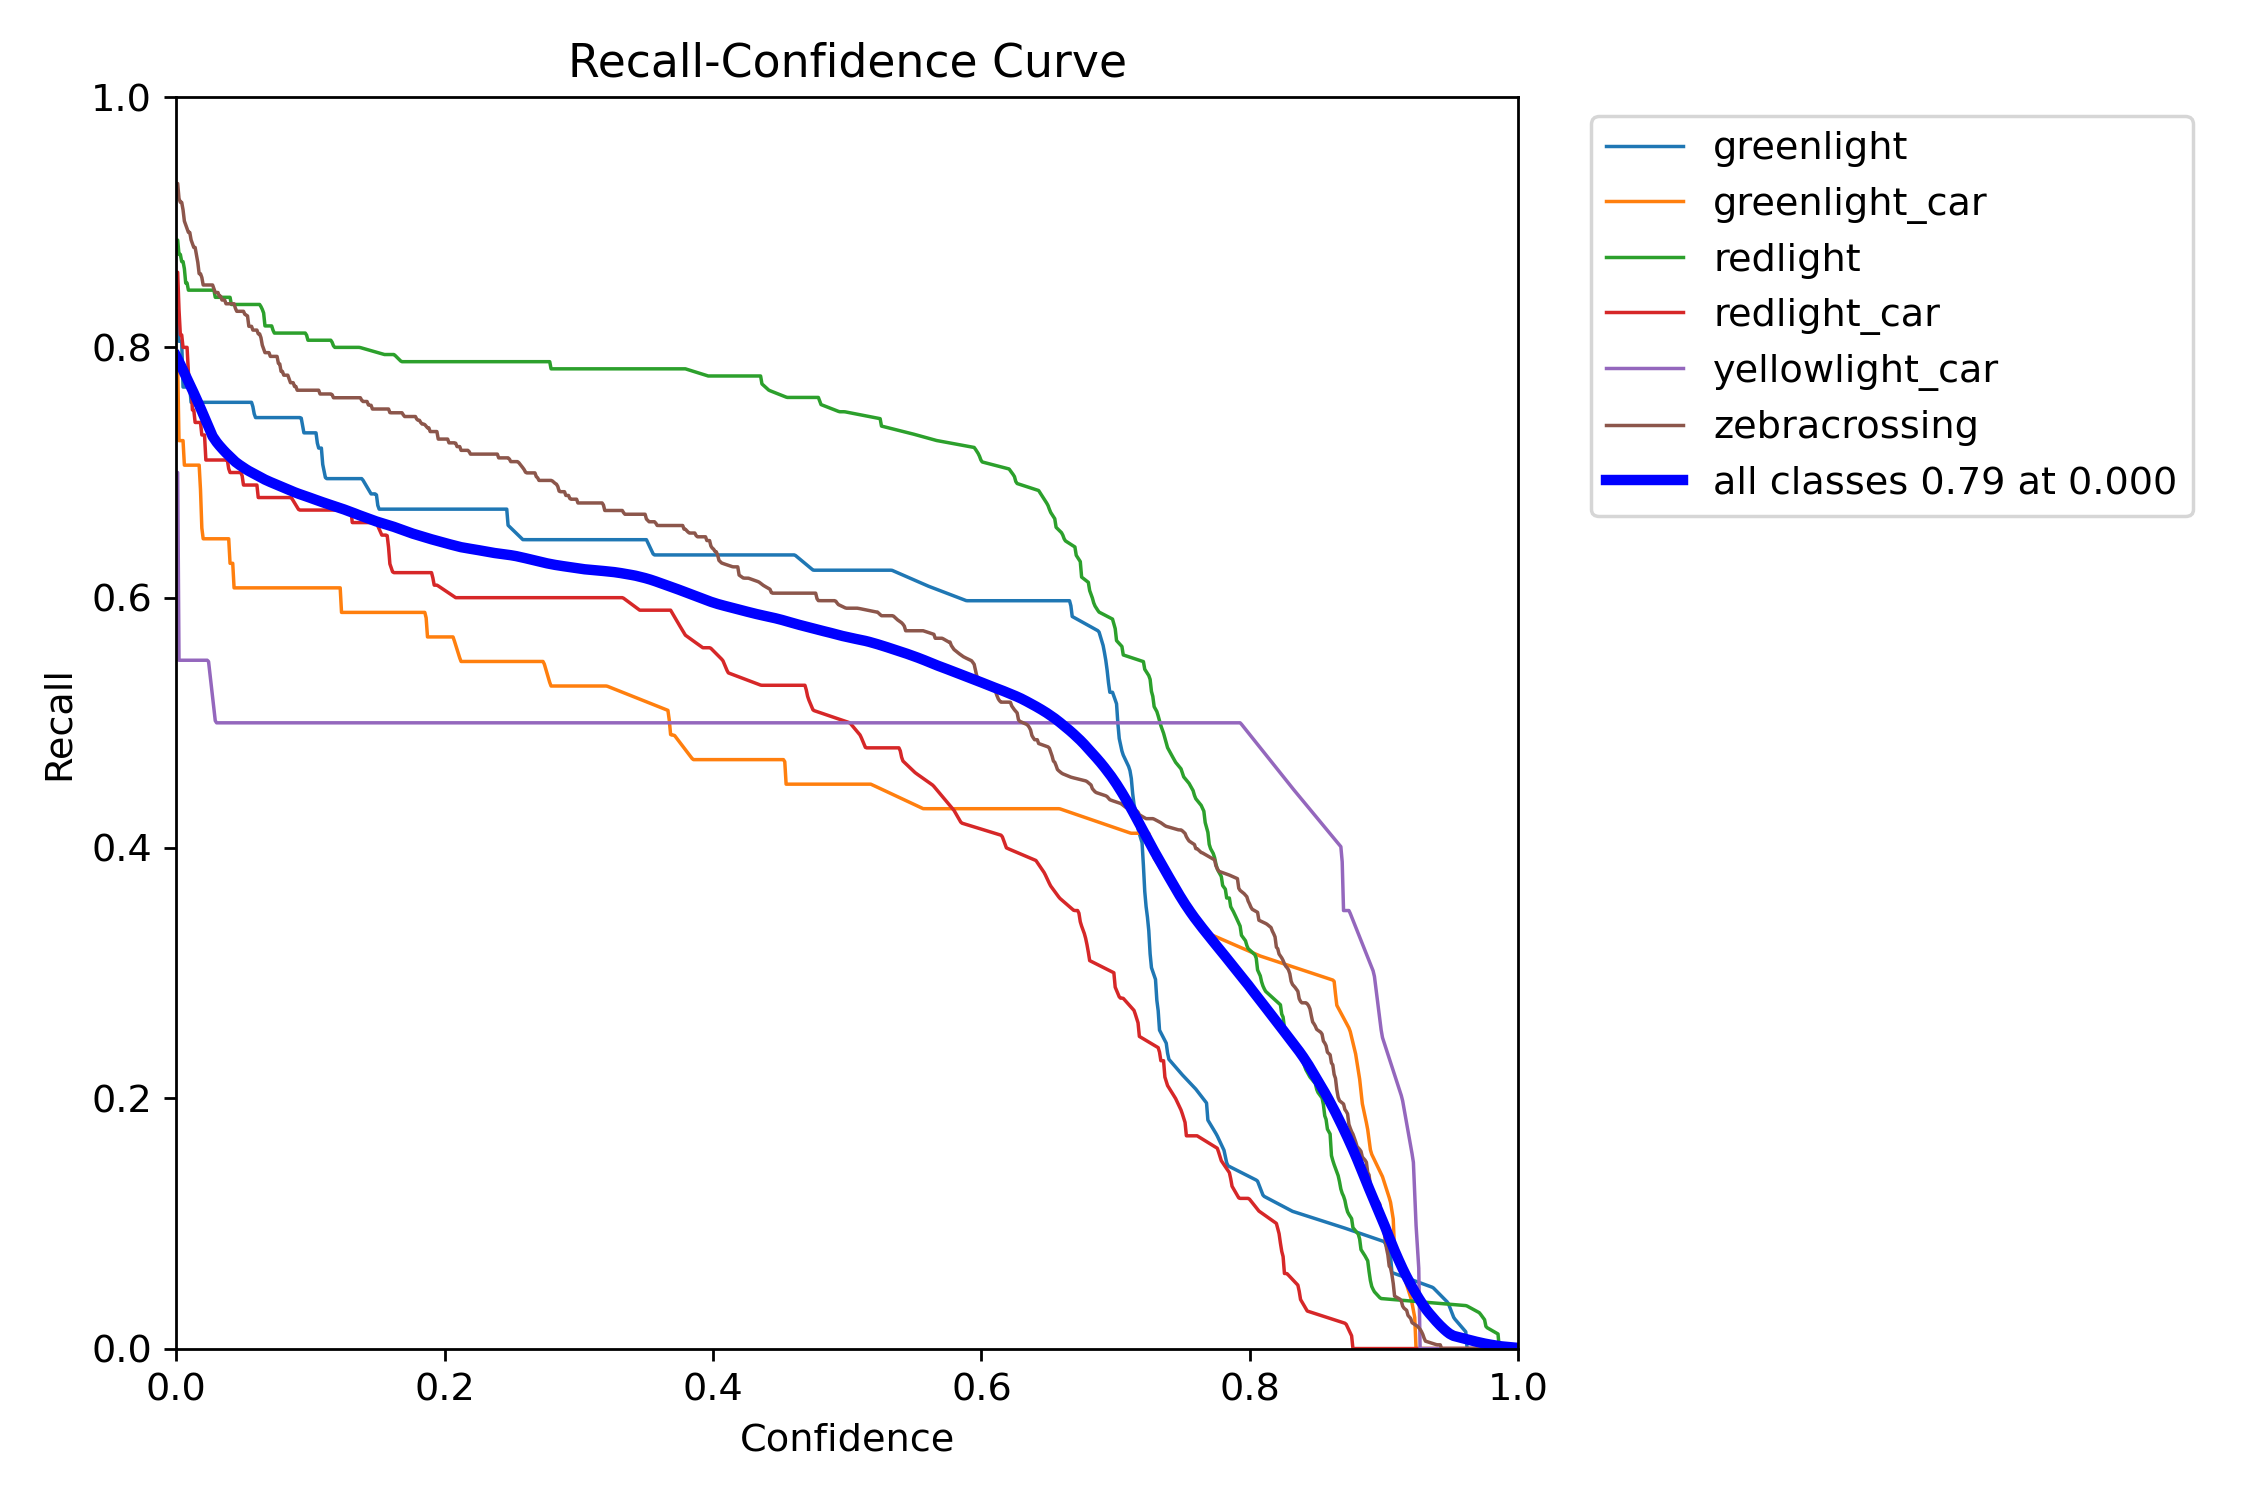 Recall-Confidence Curve
1.0
0.8
0.6
0.4
0.2
0.0
Recall
0.0 0.2 0.4 0.6 0.8 1.0
Confidence
greenlight
greenlight_car
redlight
redlight_car
yellowlight_car
zebracrossing
all classes 0.79 at 0.000